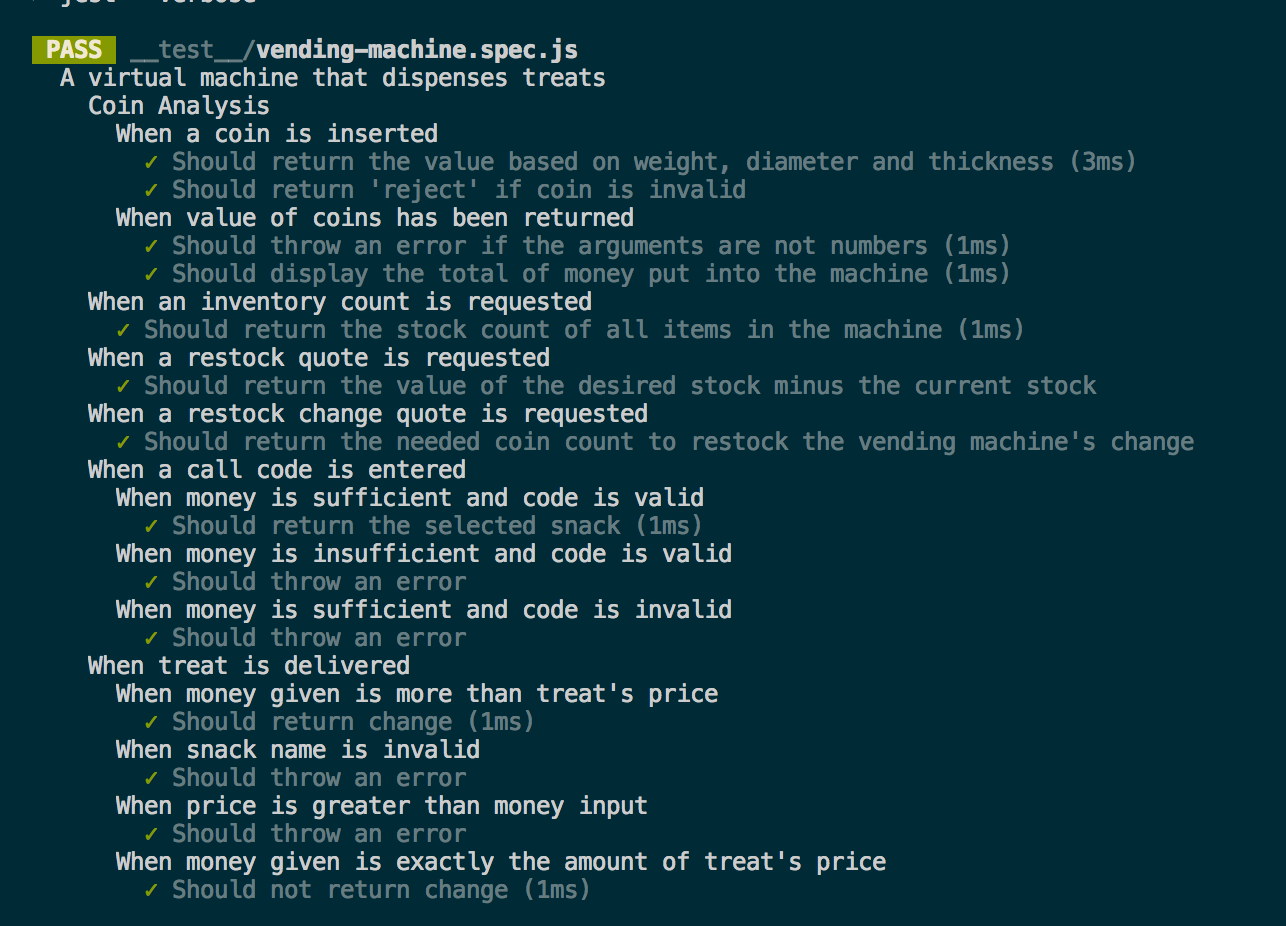 jest --verbose
PASS __test__/vending-machine.spec.js
A virtual machine that dispenses treats
Coin Analysis
When a coin is inserted
✓ Should return the value based on weight, diameter and thickness (3ms)
✓ Should return 'reject' if coin is invalid
When value of coins has been returned
✓ Should throw an error if the arguments are not numbers (1ms)
✓ Should display the total of money put into the machine (1ms)
When an inventory count is requested
✓ Should return the stock count of all items in the machine (1ms)
When a restock quote is requested
✓ Should return the value of the desired stock minus the current stock
When a restock change quote is requested
✓ Should return the needed coin count to restock the vending machine's change
When a call code is entered
When money is sufficient and code is valid
✓ Should return the selected snack (1ms)
When money is insufficient and code is valid
✓ Should throw an error
When money is sufficient and code is invalid
✓ Should throw an error
When treat is delivered
When money given is more than treat's price
✓ Should return change (1ms)
When snack name is invalid
✓ Should throw an error
When price is greater than money input
✓ Should throw an error
When money given is exactly the amount of treat's price
✓ Should not return change (1ms)